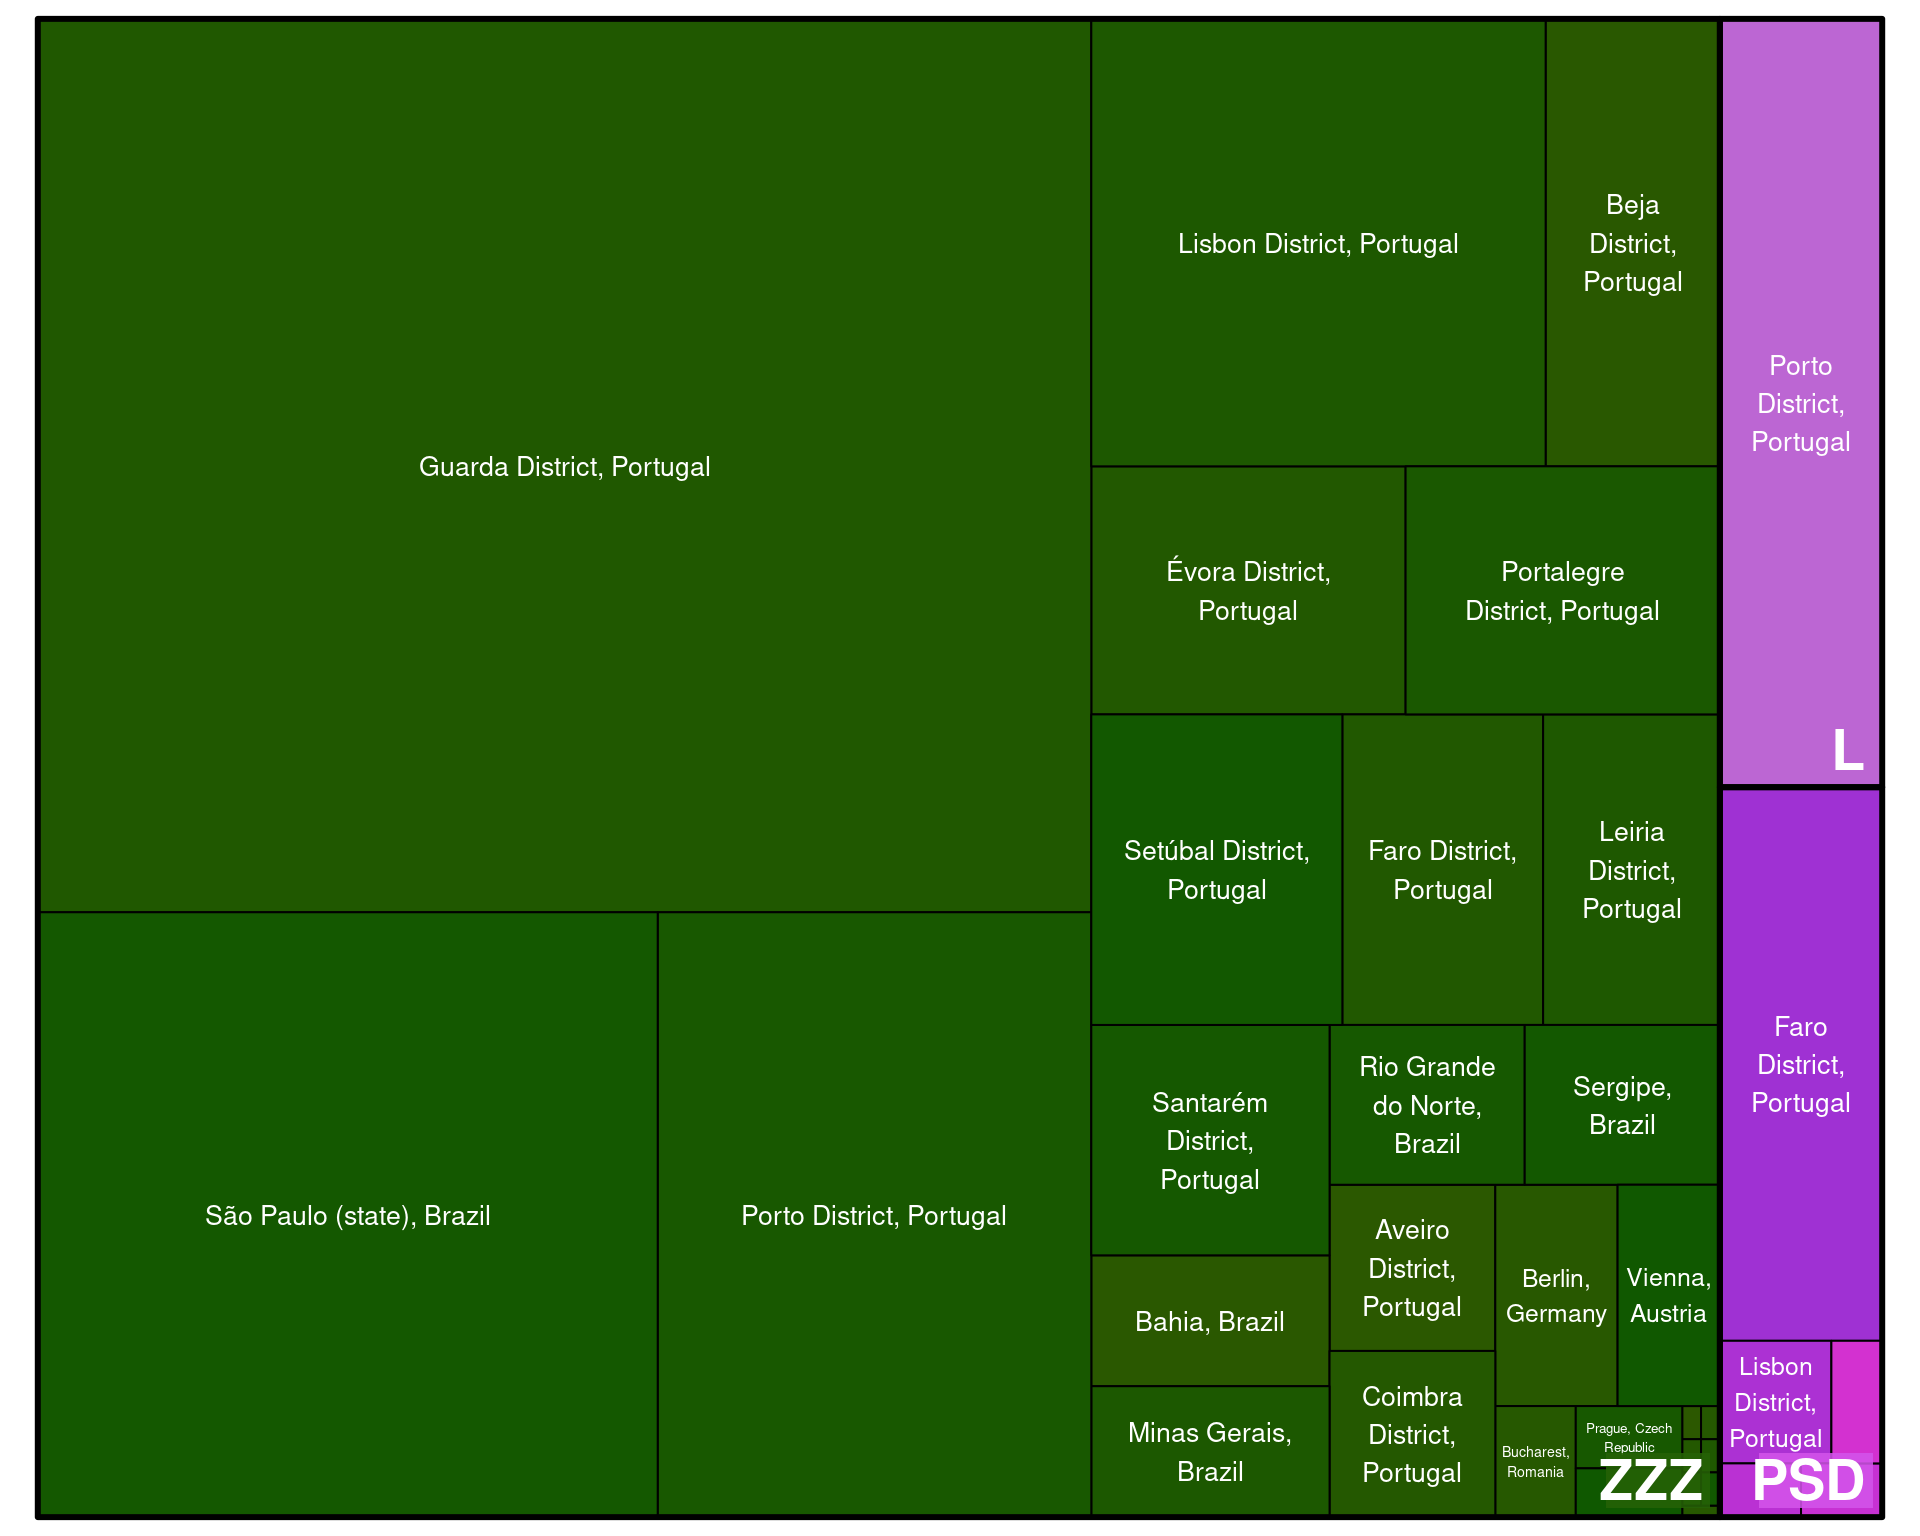 Guarda District, Portugal
Lisbon District, Portugal
Beja
District,
Portugal
Évora District,
Portugal
Portalegre
District, Portugal
Setúbal District,
Portugal
Faro District,
Portugal
Leiria
District,
Portugal
São Paulo (state), Brazil
Porto District, Portugal
Santarém
District,
Portugal
Rio Grande
do Norte,
Brazil
Sergipe,
Brazil
Bahia, Brazil
Minas Gerais,
Brazil
Aveiro
District,
Portugal
Coimbra
District,
Portugal
Berlin,
Germany
Vienna,
Austria
Bucharest,
Romania
Prague, Czech
Republic
ZZZ
Porto
District,
Portugal
L
Faro
District,
Portugal
Lisbon
District,
Portugal
PSD